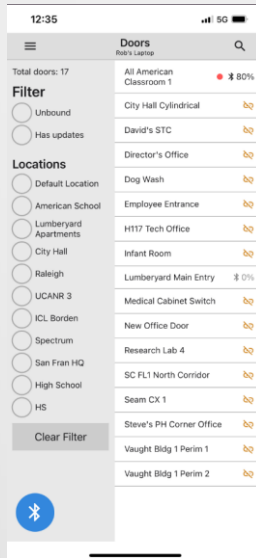 12:35
5G
Doors
Rob's Laptop
Total doors: 17
Filter
Unbound
Has updates
Locations
Default Location
American School
Lumberyard
Apartments
City Hall
Raleigh
UCANR 3
ICL Borden
Spectrum
San Fran HQ
High School
HS
Clear Filter
All American
Classroom 1
80%
City Hall Cylindrical
David's STC
Director's Office
Dog Wash
Employee Entrance
H117 Tech Office
Infant Room
Lumberyard Main Entry
0%
Medical Cabinet Switch
New Office Door
Research Lab 4
SC FL1 North Corridor
Seam CX 1
Steve's PH Corner Office
Vaught Bldg 1 Perim 1
Vaught Bldg 1 Perim 2